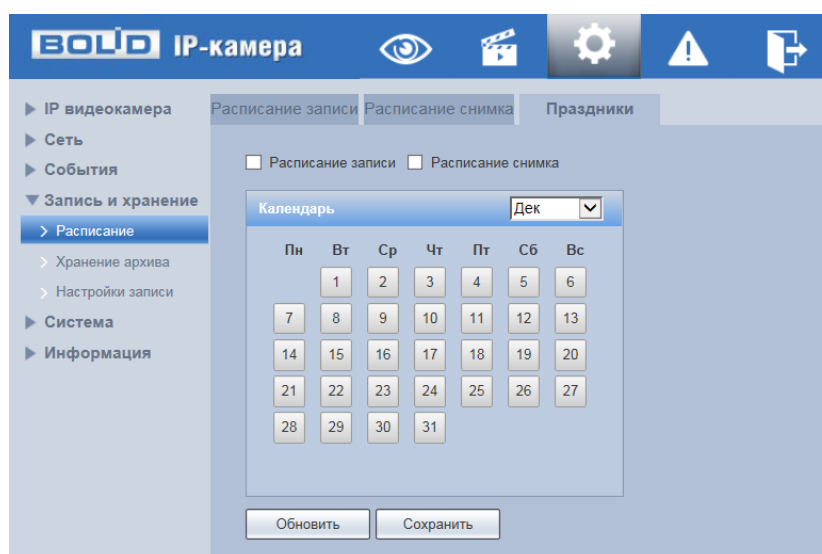 BOLID IP-камера
IP видеокамера
Сеть
События
Запись и хранение
Расписание
Хранение архива
Настройки записи
Система
Информация
Расписание записи Расписание снимка Праздники
Расписание записи Расписание снимка
Календарь Дек
Пн Вт Ср Чт Пт Сб Вс
1 2 3 4 5 6
7 8 9 10 11 12 13
14 15 16 17 18 19 20
21 22 23 24 25 26 27
28 29 30 31
Обновить Сохранить